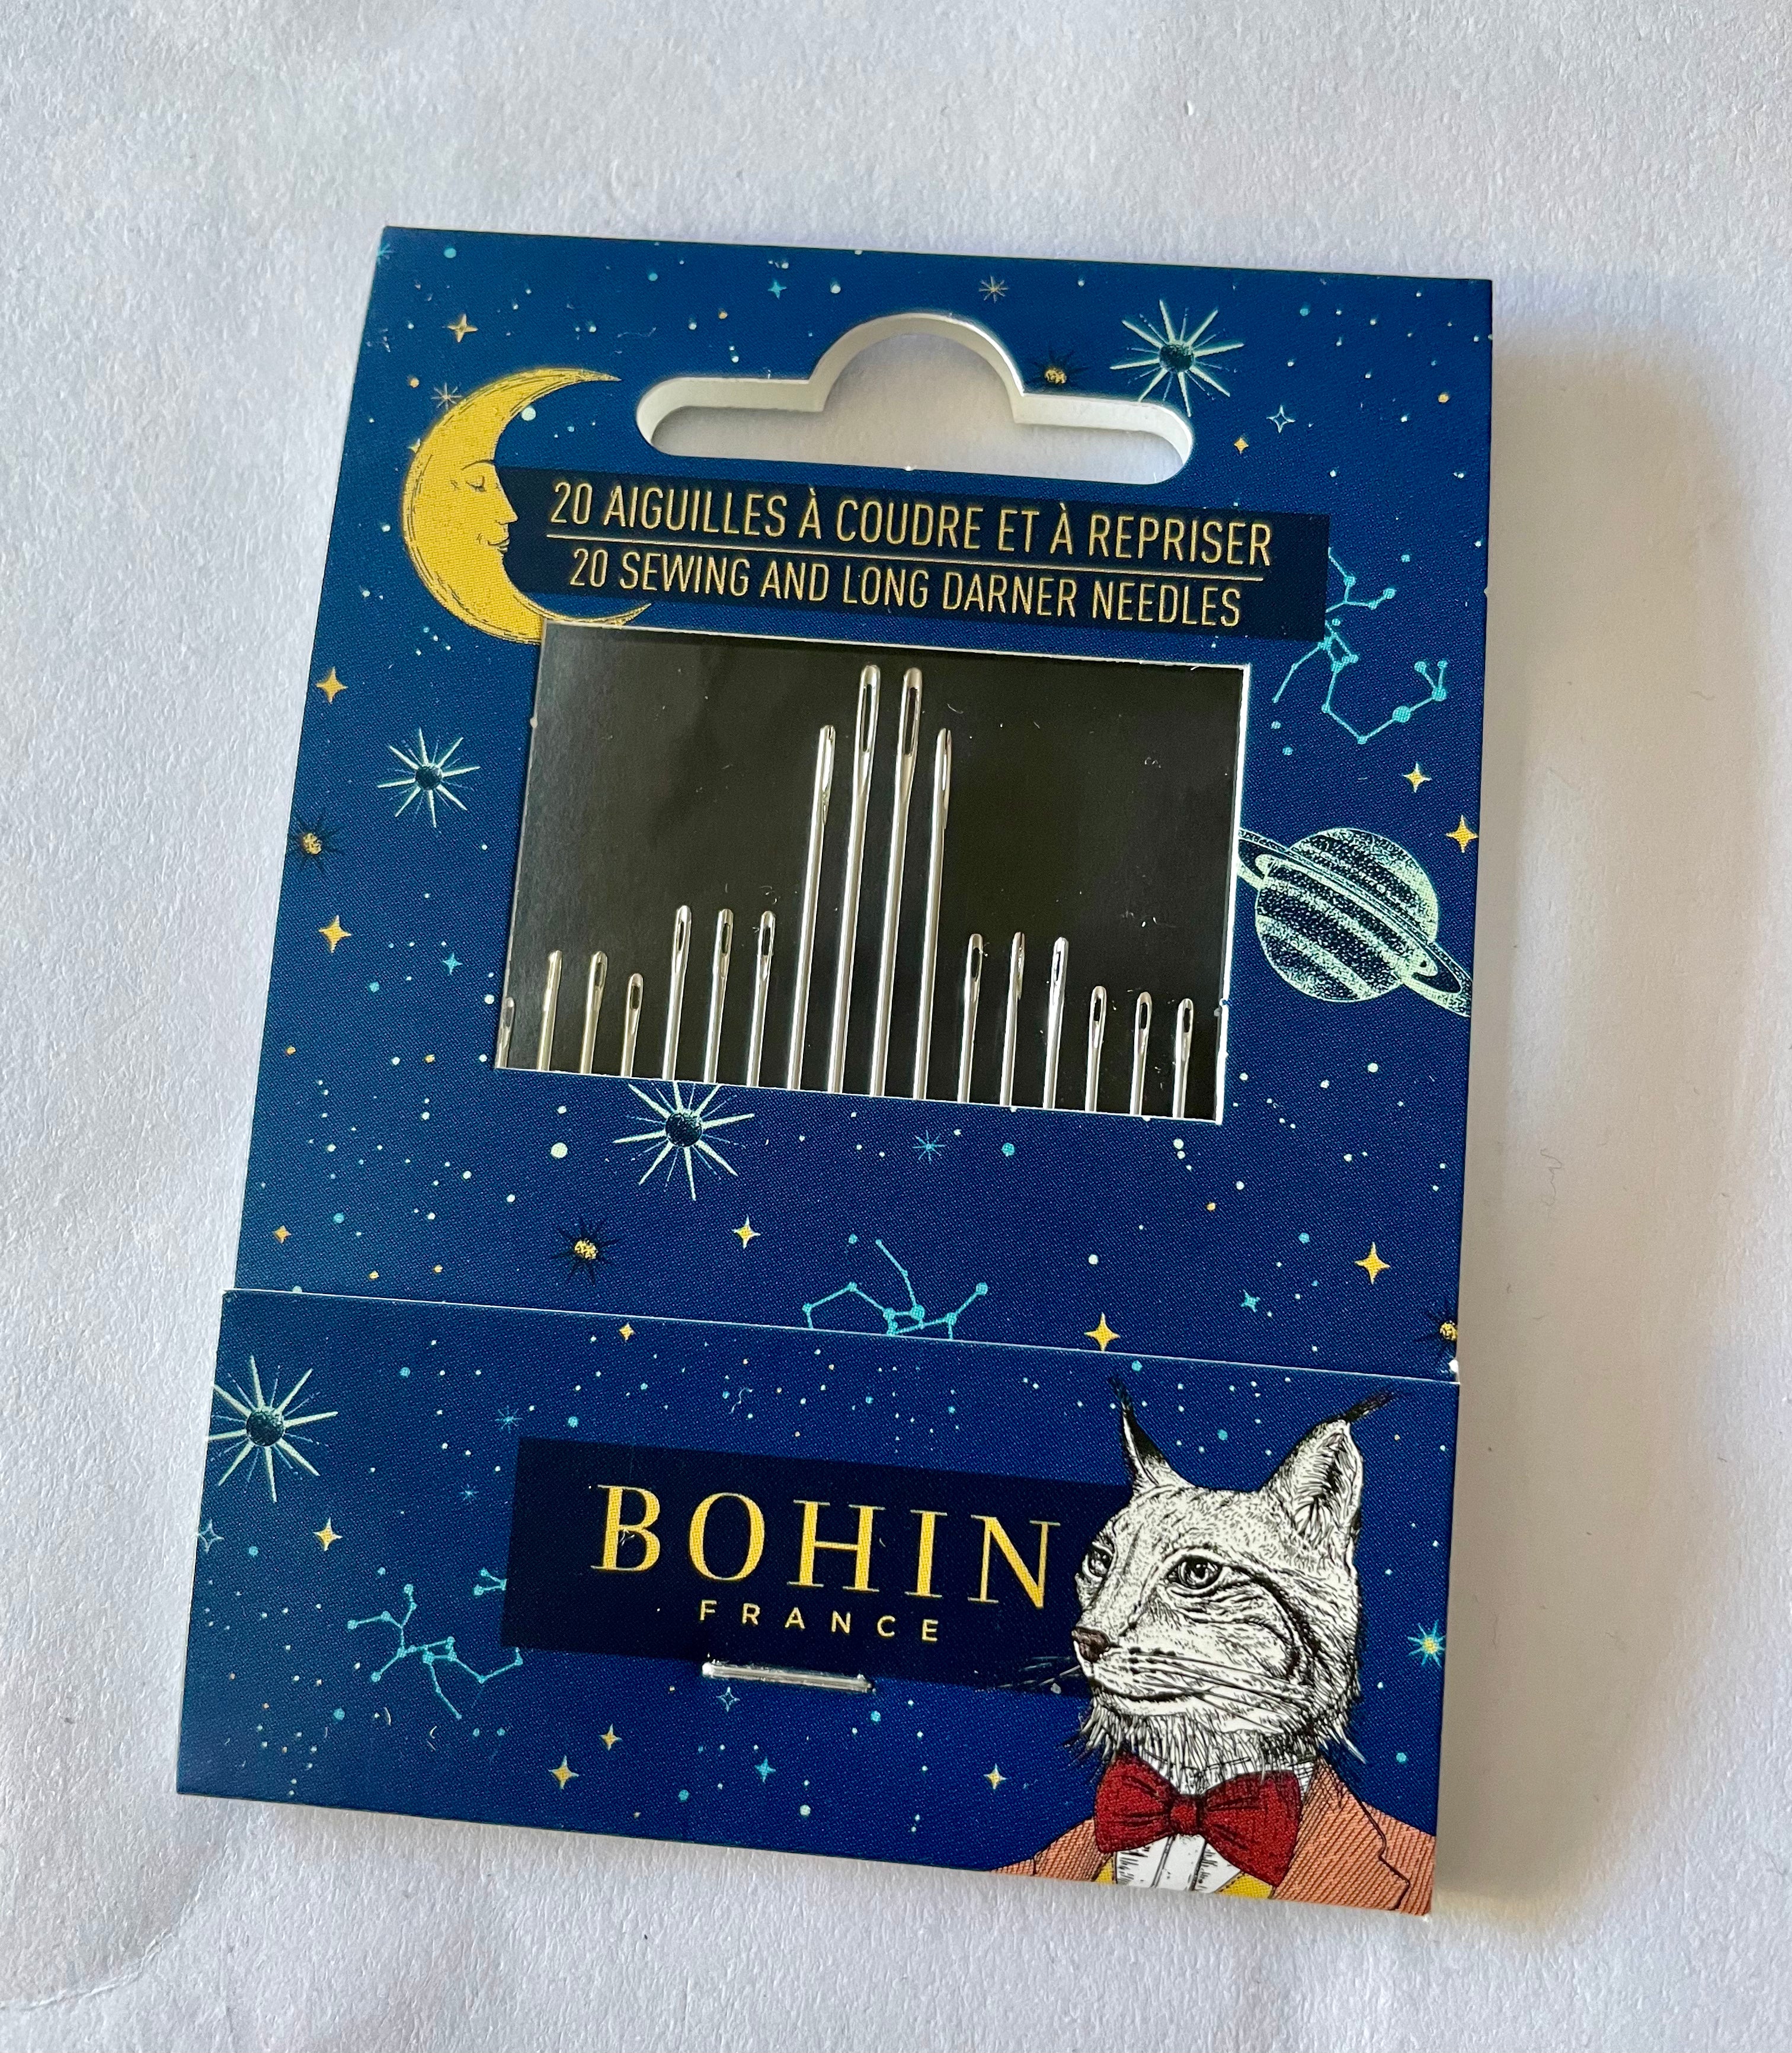 20 AIGUILLES À COUDRE ET À REPRISER
20 SEWING AND LONG DARNER NEEDLES
BOHIN
FRANCE